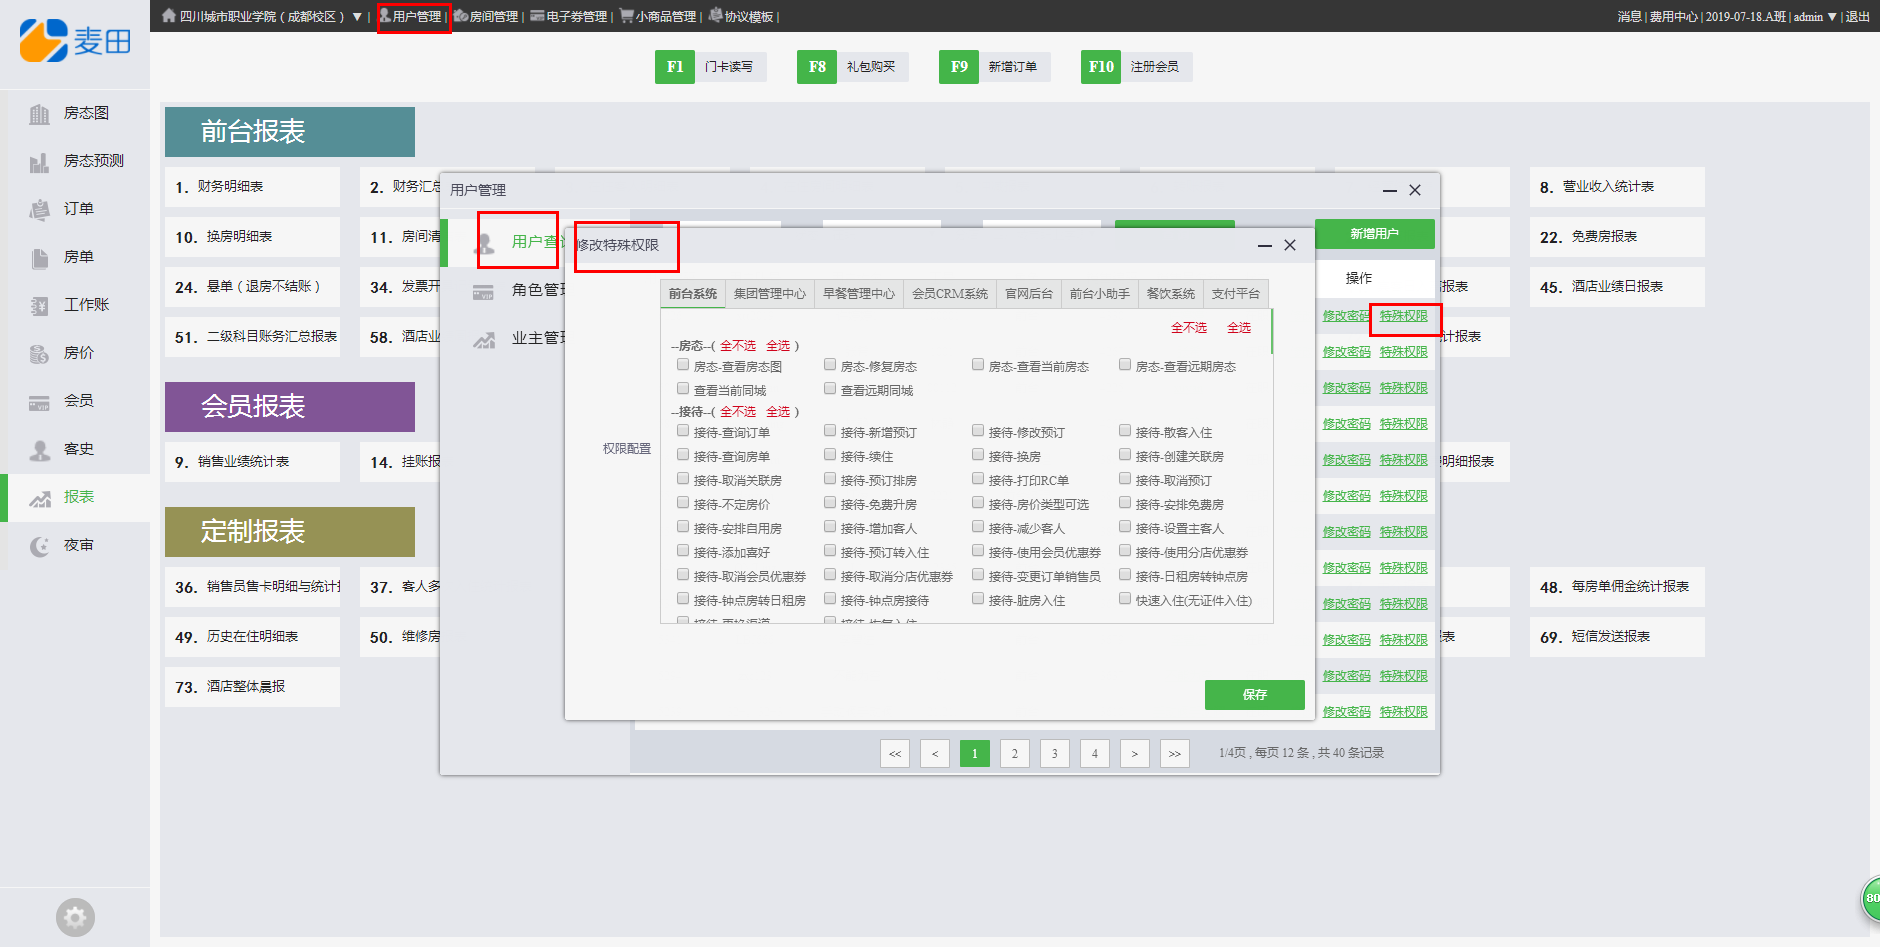 四川城市职业学院（成都校区） ▼ | 用户管理 | 房间管理 | 电子券管理 | 小商品管理 | 协议模板 |
消息 | 费用中心 | 2019-07-18.A班 | admin ▼ | 退出
麦田
F1 门卡读写 F8 礼包购买 F9 新增订单 F10 注册会员
房态图
房态预测
订单
房单
工作账
房价
会员
客史
报表
夜审
前台报表
1. 财务明细表
2. 财务汇总
8. 营业收入统计表
10. 换房明细表
11. 房间清
22. 免费房报表
24. 悬单（退房不结账）
34. 发票开
报表
45. 酒店业绩日报表
51. 二级科目账务汇总报表
58. 酒店业
计报表
会员报表
9. 销售业绩统计表
14. 挂账报
明细报表
定制报表
36. 销售员售卡明细与统计
37. 客人多
48. 每房单佣金统计报表
49. 历史在住明细表
50. 维修房
表
69. 短信发送报表
73. 酒店整体晨报
用户管理
用户查
角色管理
业主管理
新增用户
操作
修改密码 特殊权限
修改密码 特殊权限
修改密码 特殊权限
修改密码 特殊权限
修改密码 特殊权限
修改密码 特殊权限
修改密码 特殊权限
修改密码 特殊权限
修改密码 特殊权限
修改密码 特殊权限
修改密码 特殊权限
修改密码 特殊权限
<< < 1 2 3 4 > >> 1/4页 , 每页 12 条 , 共 40 条记录
修改特殊权限
前台系统 集团管理中心 早餐管理中心 会员CRM系统 官网后台 前台小助手 餐饮系统 支付平台
全不选 全选
权限配置
--房态--( 全不选 全选 )
房态-查看房态图 房态-修复房态 房态-查看当前房态 房态-查看远期房态
查看当前同城 查看远期同城
--接待--( 全不选 全选 )
接待-查询订单 接待-新增预订 接待-修改预订 接待-散客入住
接待-查询房单 接待-续住 接待-换房 接待-创建关联房
接待-取消关联房 接待-预订排房 接待-打印RC单 接待-取消预订
接待-不定房价 接待-免费升房 接待-房价类型可选 接待-安排免费房
接待-安排自用房 接待-增加客人 接待-减少客人 接待-设置主客人
接待-添加喜好 接待-预订转入住 接待-使用会员优惠券 接待-使用分店优惠券
接待-取消会员优惠券 接待-取消分店优惠券 接待-变更订单销售员 接待-日租房转钟点房
接待-钟点房转日租房 接待-钟点房接待 接待-脏房入住 快速入住(无证件入住)
接待-更换渠道 接待-恢复入住
保存
80